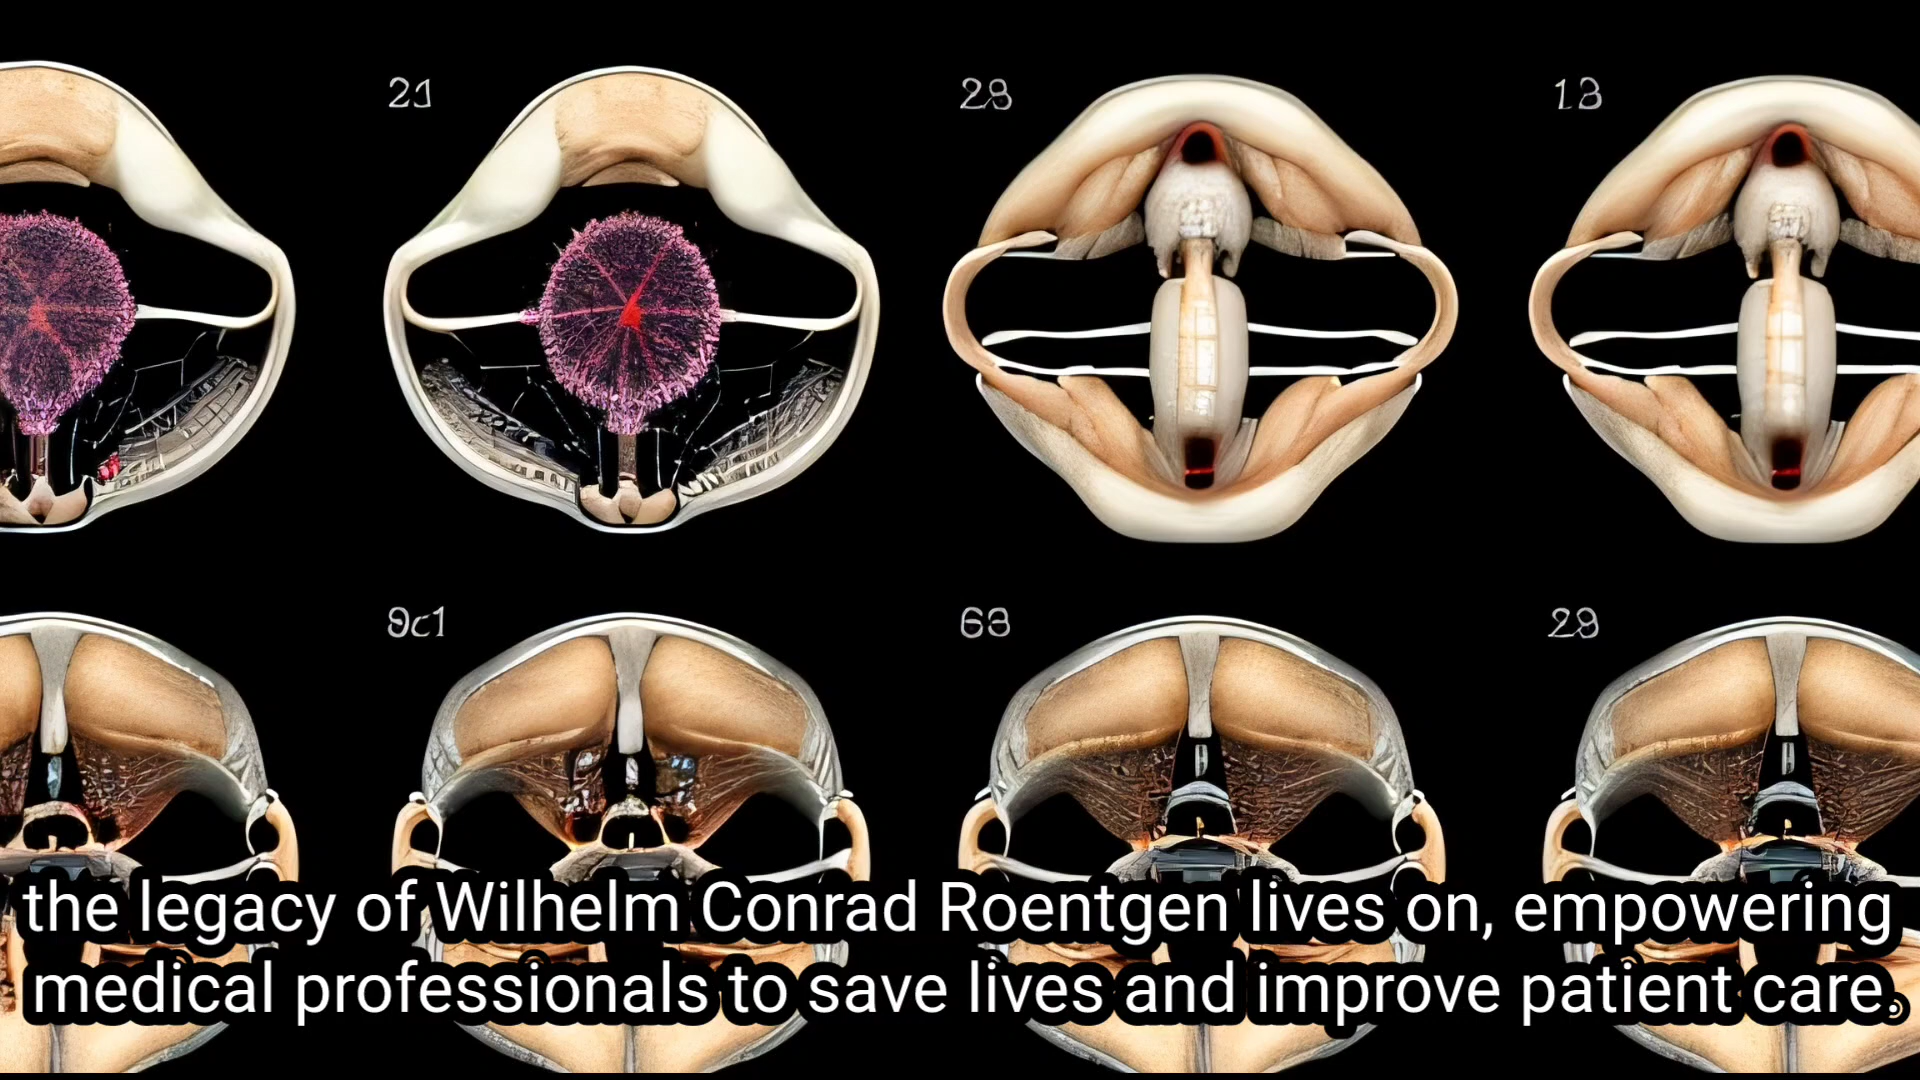 21
28
13
9c1
68
29
the legacy of Wilhelm Conrad Roentgen lives on, empowering
medical professionals to save lives and improve patient care.